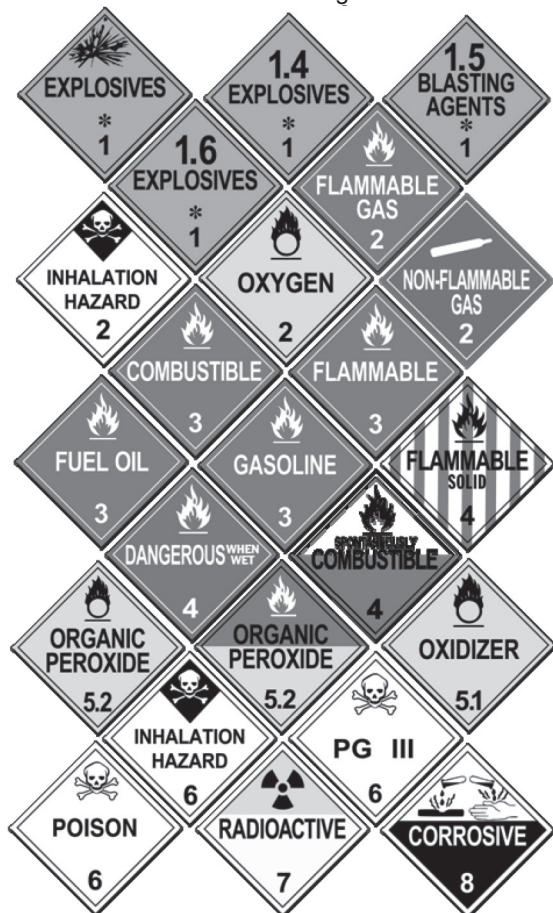 EXPLOSIVES
*
1
1.4
EXPLOSIVES
*
1
1.5
BLASTING
AGENTS
*
1
1.6
EXPLOSIVES
*
1
FLAMMABLE
GAS
2
INHALATION
HAZARD
2
OXYGEN
2
NON-FLAMMABLE
GAS
2
COMBUSTIBLE
3
FLAMMABLE
3
FUEL OIL
3
GASOLINE
3
FLAMMABLE
SOLID
4
DANGEROUS WHEN
WET
4
SPONTANEOUSLY
COMBUSTIBLE
4
ORGANIC
PEROXIDE
5.2
ORGANIC
PEROXIDE
5.2
OXIDIZER
5.1
INHALATION
HAZARD
6
PG III
6
POISON
6
RADIOACTIVE
7
CORROSIVE
8